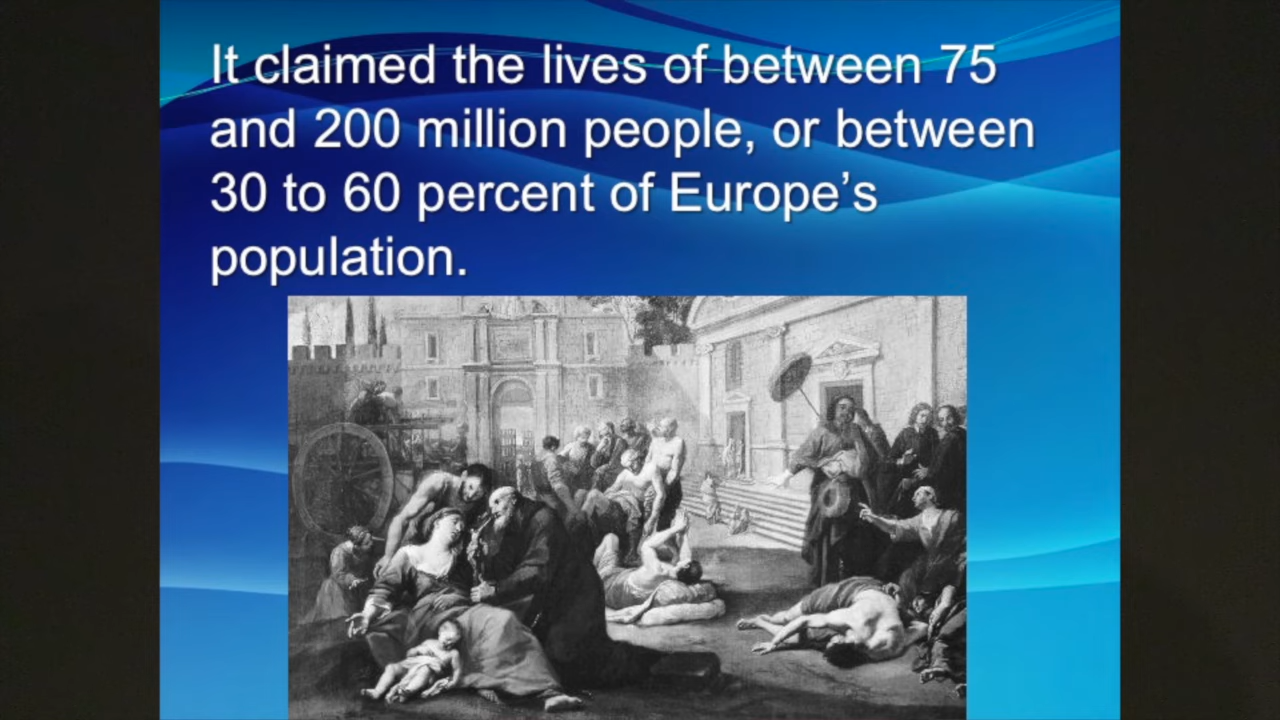 It claimed the lives of between 75
and 200 million people, or between
30 to 60 percent of Europe’s
population.